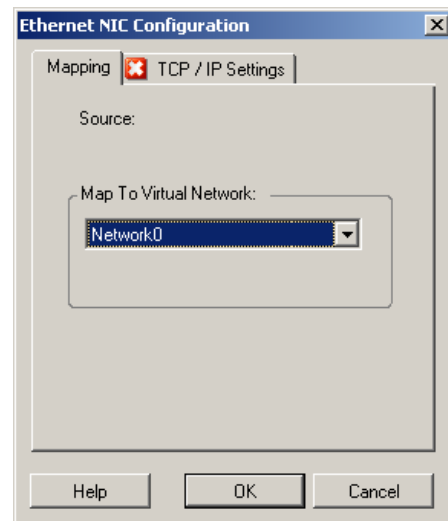 Ethernet NIC Configuration
Mapping
TCP / IP Settings
Source:
Map To Virtual Network:
Network0
Help
OK
Cancel